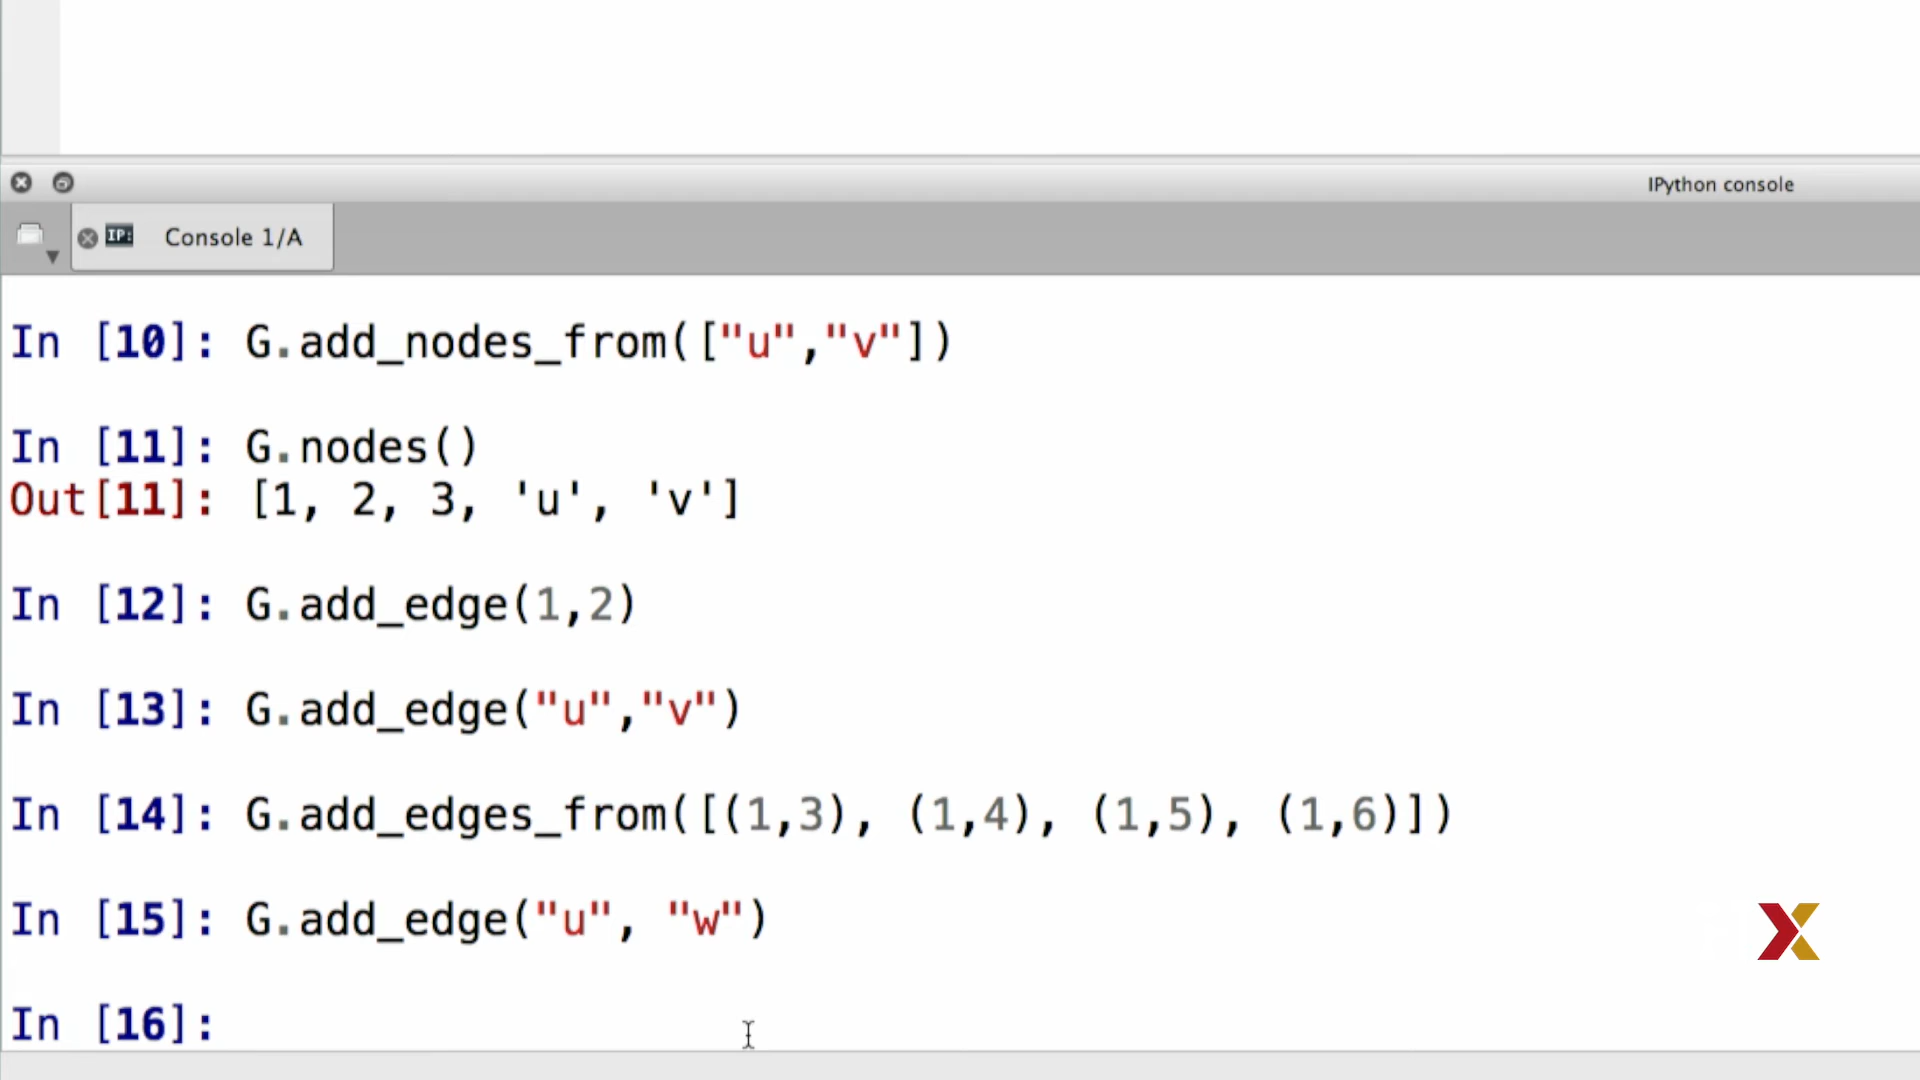 IPython console
IP: Console 1/A
In [10]: G.add_nodes_from(["u","v"])
In [11]: G.nodes()
Out[11]: [1, 2, 3, 'u', 'v']
In [12]: G.add_edge(1,2)
In [13]: G.add_edge("u","v")
In [14]: G.add_edges_from([(1,3), (1,4), (1,5), (1,6)])
In [15]: G.add_edge("u", "w")
In [16]:
X